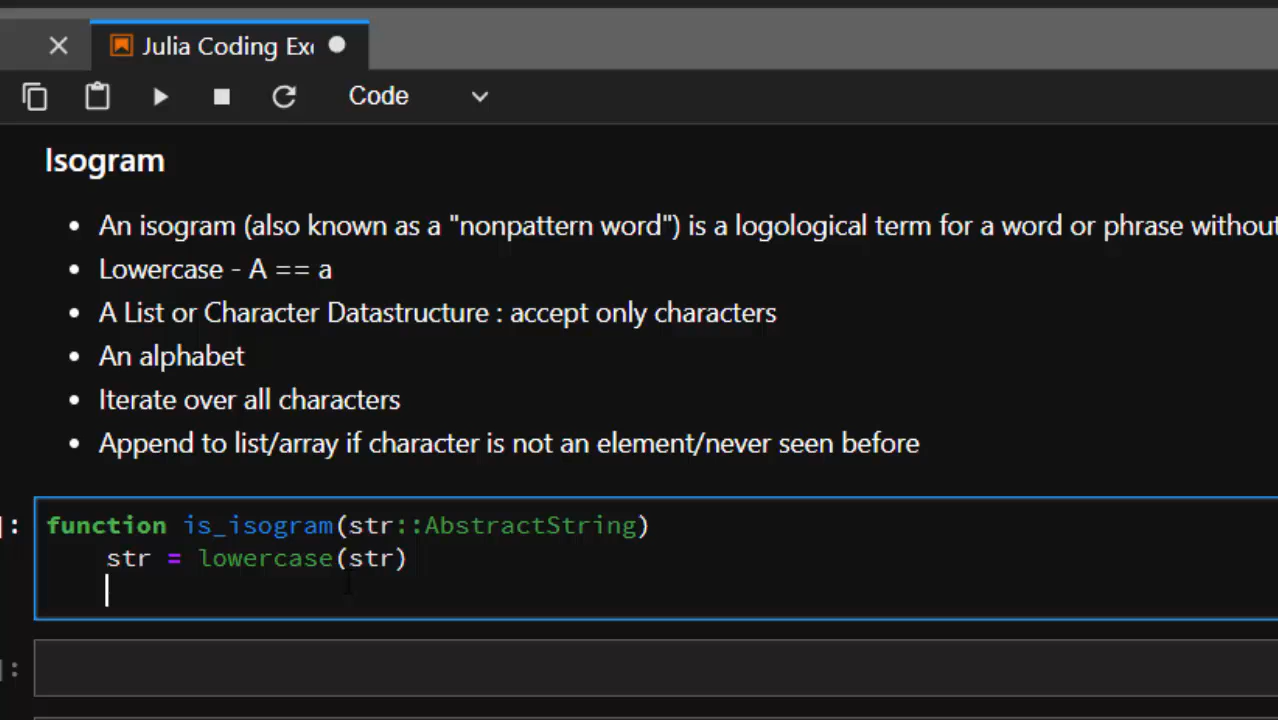 Julia Coding Exe
Code
Isogram
• An isogram (also known as a "nonpattern word") is a logological term for a word or phrase without
• Lowercase - A == a
• A List or Character Datastructure : accept only characters
• An alphabet
• Iterate over all characters
• Append to list/array if character is not an element/never seen before
]: function is_isogram(str::AbstractString)
str = lowercase(str)
]: